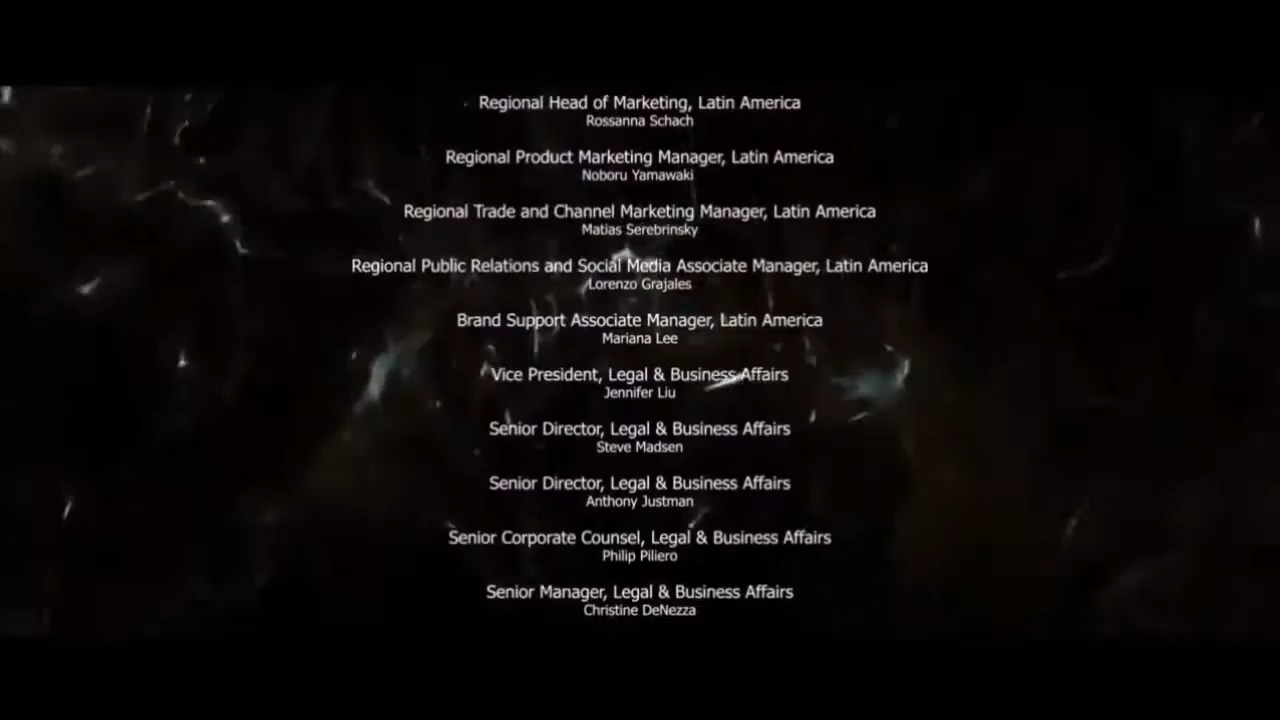 Regional Head of Marketing, Latin America
Rossanna Schach
Regional Product Marketing Manager, Latin America
Noboru Yamawaki
Regional Trade and Channel Marketing Manager, Latin America
Matias Serebrinsky
Regional Public Relations and Social Media Associate Manager, Latin America
Lorenzo Grajales
Brand Support Associate Manager, Latin America
Mariana Lee
Vice President, Legal & Business Affairs
Jennifer Liu
Senior Director, Legal & Business Affairs
Steve Madsen
Senior Director, Legal & Business Affairs
Anthony Justman
Senior Corporate Counsel, Legal & Business Affairs
Philip Piliero
Senior Manager, Legal & Business Affairs
Christine DeNezza